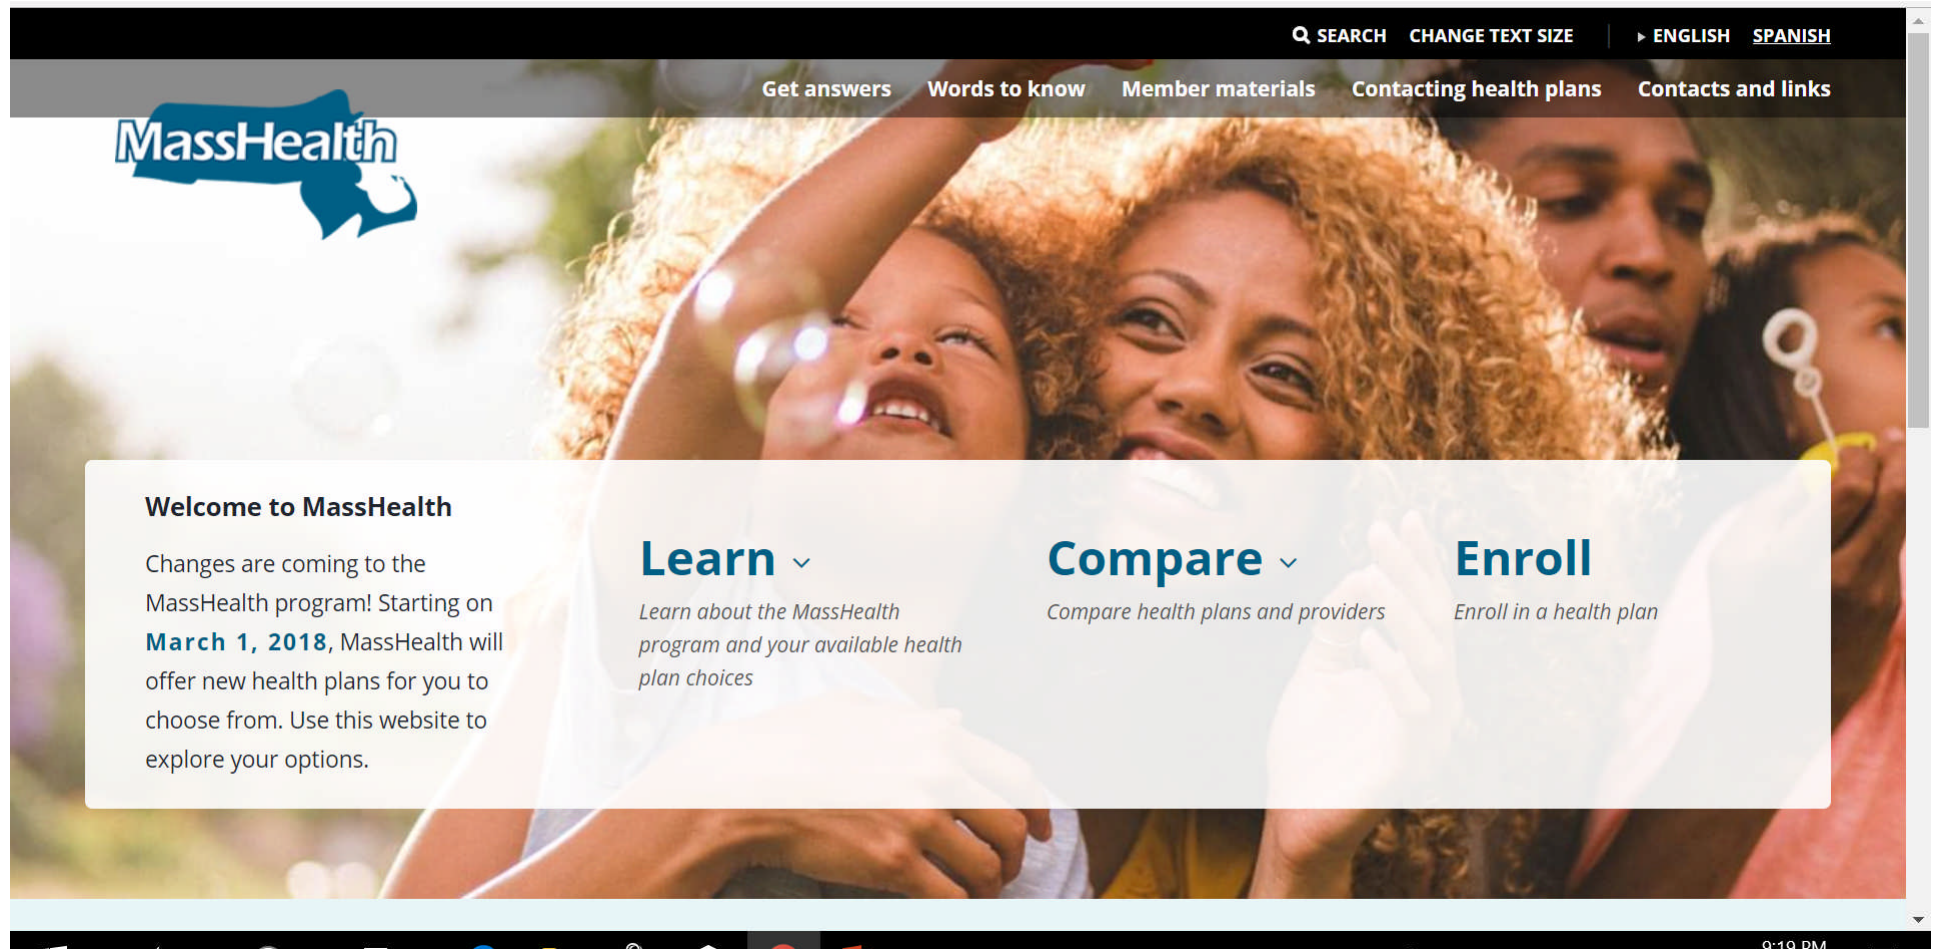 SEARCH CHANGE TEXT SIZE ENGLISH SPANISH
Get answers Words to know Member materials Contacting health plans Contacts and links
MassHealth
Welcome to MassHealth
Changes are coming to the
MassHealth program! Starting on
March 1, 2018, MassHealth will
offer new health plans for you to
choose from. Use this website to
explore your options.
Learn
Learn about the MassHealth
program and your available health
plan choices
Compare
Compare health plans and providers
Enroll
Enroll in a health plan
9:19 PM